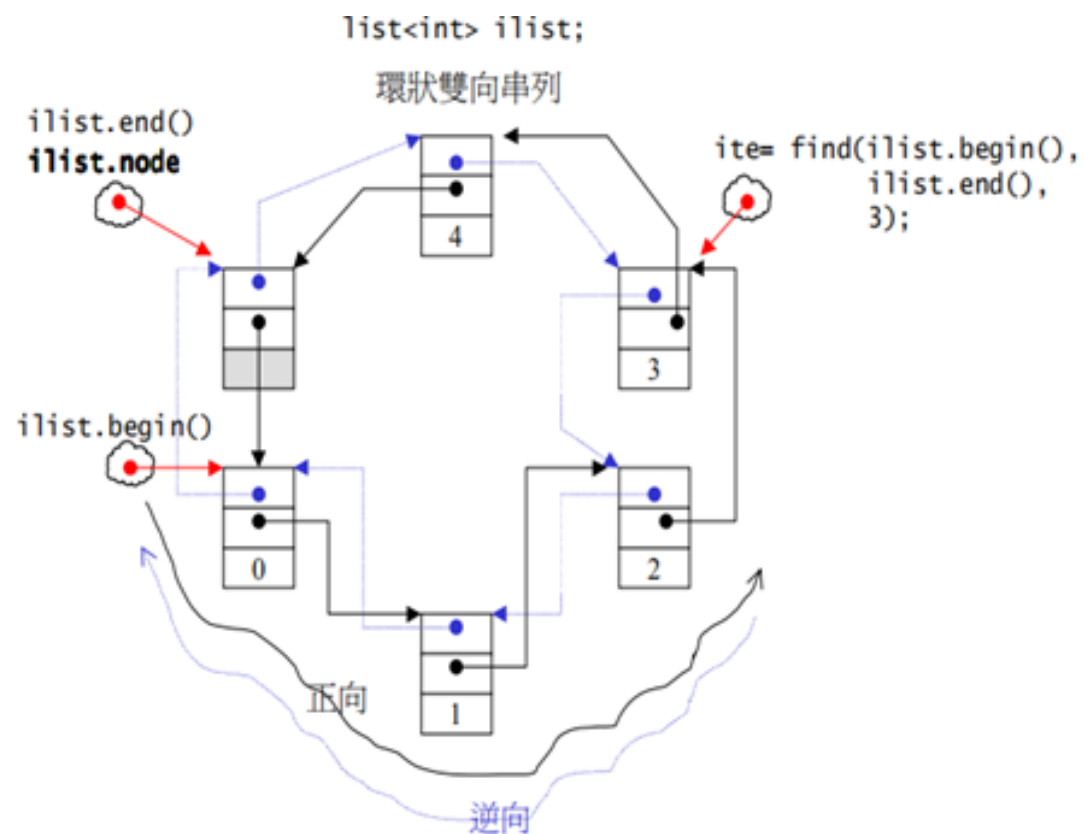 list<int> ilist;
環狀雙向串列
ilist.end()
ilist.node
ite= find(ilist.begin(),
ilist.end(),
3);
4
3
ilist.begin()
0
2
1
正向
逆向